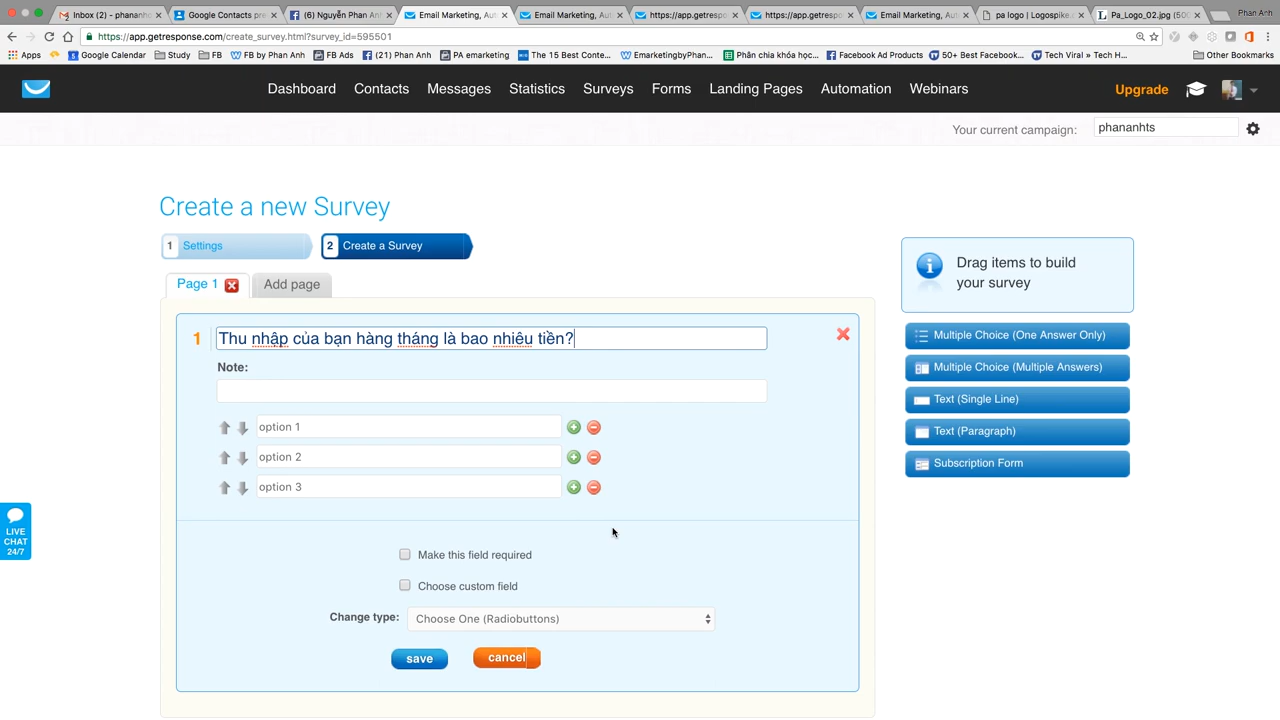 Inbox (2) - phananh
Google Contacts pre
(6) Nguyễn Phan An
Email Marketing, Aut
Email Marketing, Aut
https://app.getrespo
https://app.getrespo
Email Marketing, Aut
pa logo | Logospike.c
Pa_Logo_02.jpg (500
Phan Anh
https://app.getresponse.com/create_survey.html?survey_id=595501
Apps
Google Calendar
Study
FB
FB by Phan Anh
FB Ads
(21) Phan Anh
PA emarketing
The 15 Best Conte...
EmarketingbyPhan...
Phân chia khóa học...
Facebook Ad Products
50+ Best Facebook...
Tech Viral » Tech H...
Other Bookmarks
Dashboard
Contacts
Messages
Statistics
Surveys
Forms
Landing Pages
Automation
Webinars
Upgrade
Your current campaign:
phananhts
Create a new Survey
1 Settings
2 Create a Survey
Page 1
Add page
Drag items to build
your survey
1 Thu nhập của bạn hàng tháng là bao nhiêu tiền?
Note:
option 1
option 2
option 3
Multiple Choice (One Answer Only)
Multiple Choice (Multiple Answers)
Text (Single Line)
Text (Paragraph)
Subscription Form
LIVE
CHAT
24/7
Make this field required
Choose custom field
Change type:
Choose One (Radiobuttons)
save
cancel